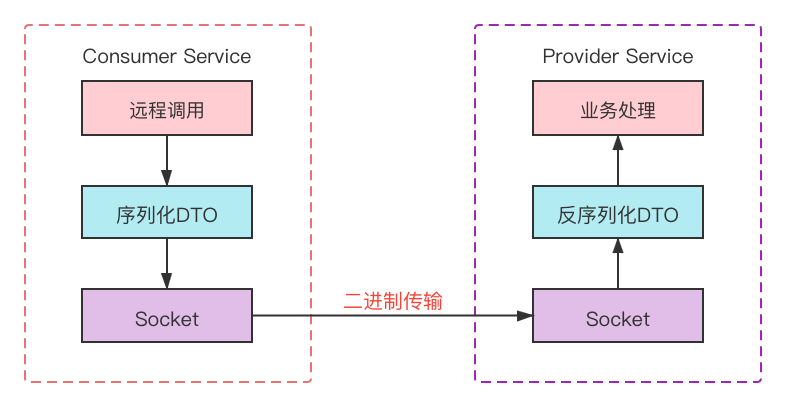 Consumer Service
远程调用
序列化DTO
Socket
二进制传输
Provider Service
业务处理
反序列化DTO
Socket